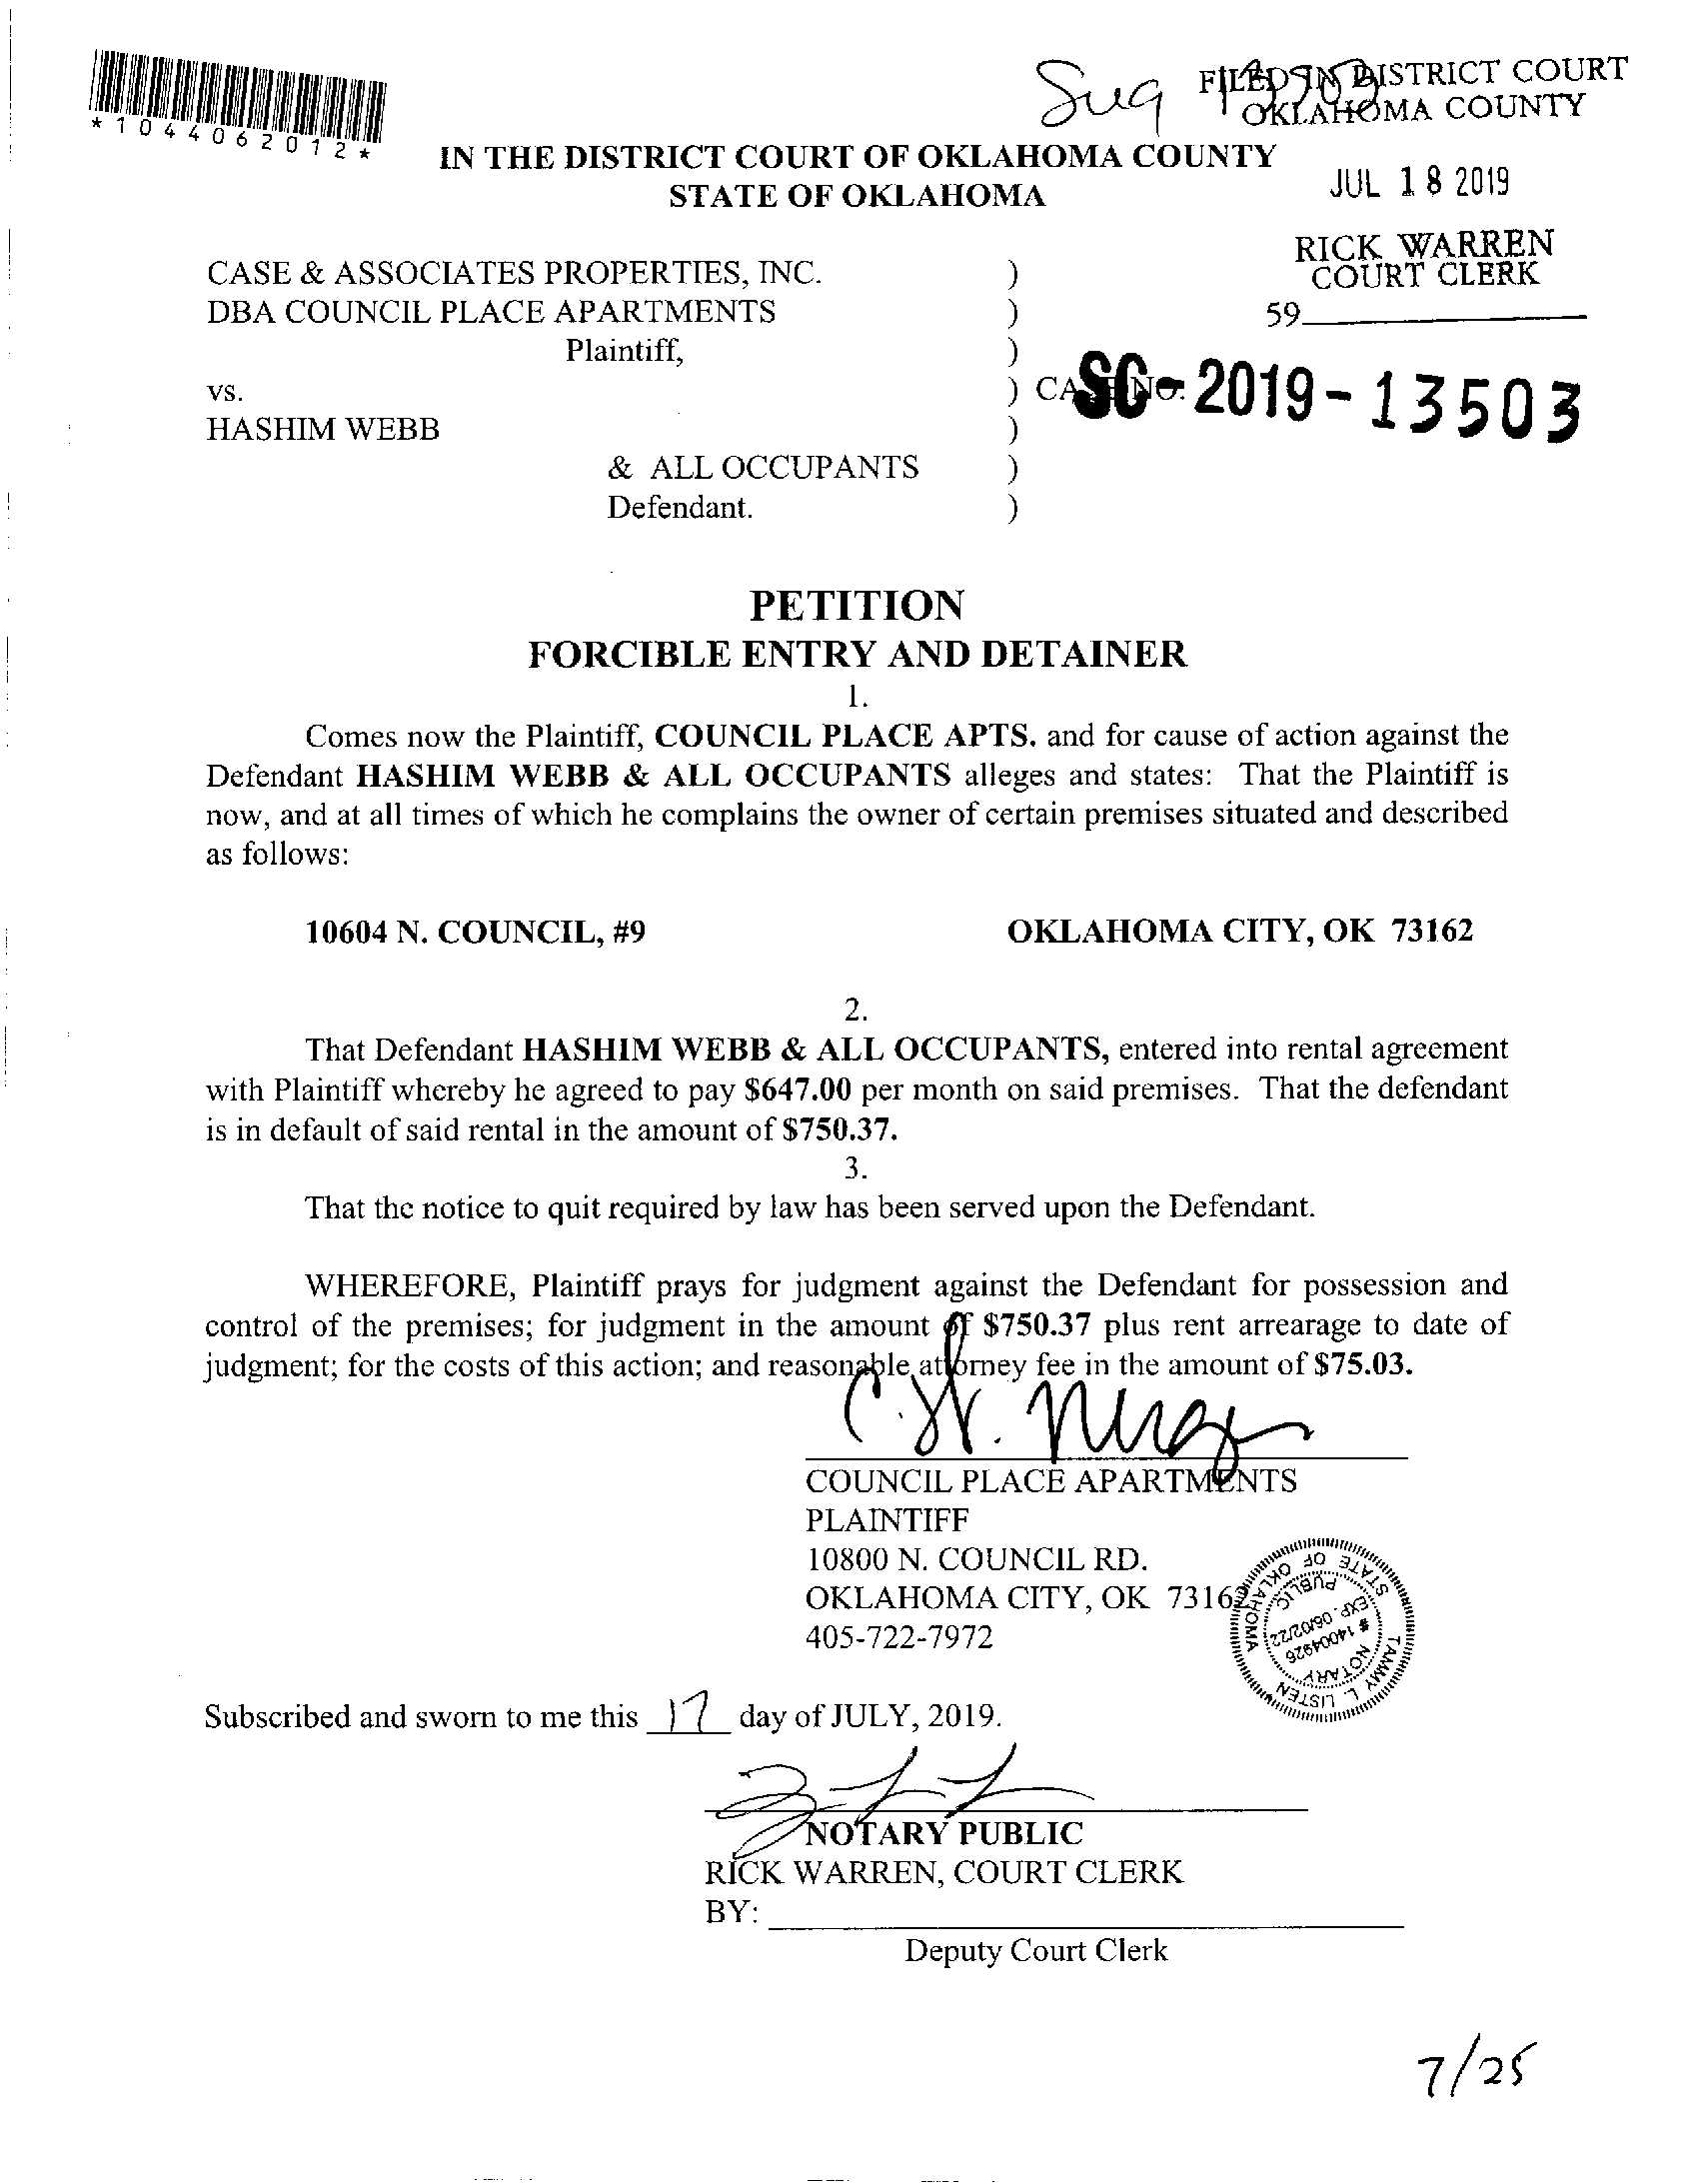 *1044062012*
FILED IN DISTRICT COURT
OKLAHOMA COUNTY
IN THE DISTRICT COURT OF OKLAHOMA COUNTY
STATE OF OKLAHOMA
JUL 18 2019
RICK WARREN
COURT CLERK
59
CASE & ASSOCIATES PROPERTIES, INC. )
DBA COUNCIL PLACE APARTMENTS )
Plaintiff, )
vs. ) CASE NO. SC-2019-13503
HASHIM WEBB )
& ALL OCCUPANTS )
Defendant. )
PETITION
FORCIBLE ENTRY AND DETAINER
1.
Comes now the Plaintiff, COUNCIL PLACE APTS. and for cause of action against the
Defendant HASHIM WEBB & ALL OCCUPANTS alleges and states: That the Plaintiff is
now, and at all times of which he complains the owner of certain premises situated and described
as follows:
10604 N. COUNCIL, #9 OKLAHOMA CITY, OK 73162
2.
That Defendant HASHIM WEBB & ALL OCCUPANTS, entered into rental agreement
with Plaintiff whereby he agreed to pay $647.00 per month on said premises. That the defendant
is in default of said rental in the amount of $750.37.
3.
That the notice to quit required by law has been served upon the Defendant.
WHEREFORE, Plaintiff prays for judgment against the Defendant for possession and
control of the premises; for judgment in the amount of $750.37 plus rent arrearage to date of
judgment; for the costs of this action; and reasonable attorney fee in the amount of $75.03.
COUNCIL PLACE APARTMENTS
PLAINTIFF
10800 N. COUNCIL RD.
OKLAHOMA CITY, OK 73162
405-722-7972
TAMMY L. LISTEN
STATE OF OKLAHOMA
NOTARY
# 14004926
EXP. 06/02/22
PUBLIC
Subscribed and sworn to me this 17 day of JULY, 2019.
NOTARY PUBLIC
RICK WARREN, COURT CLERK
BY:
Deputy Court Clerk
7/25